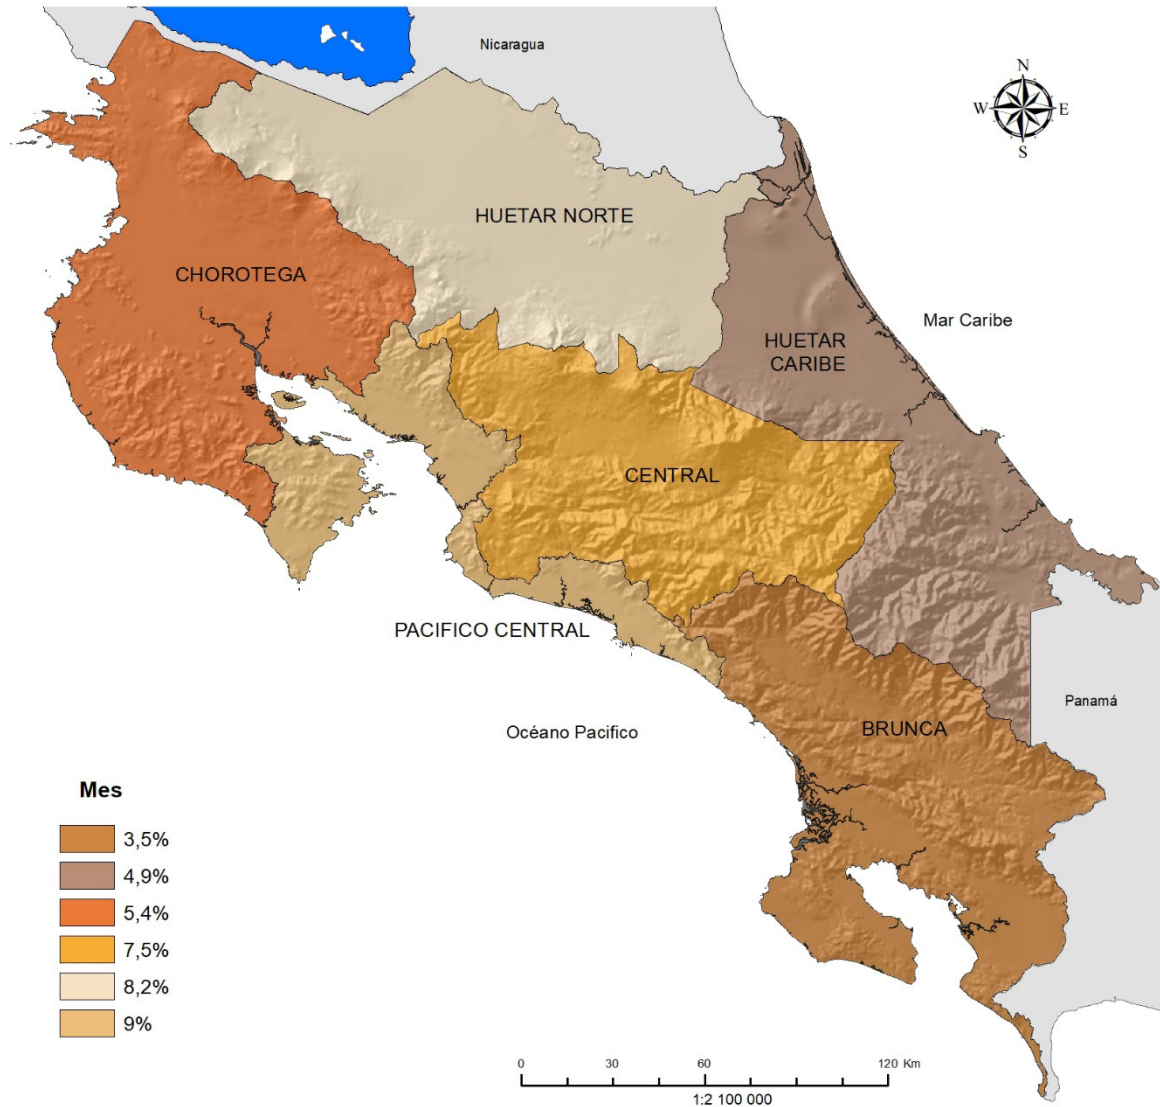 Nicaragua
N
W E
S
HUETAR NORTE
CHOROTEGA
Mar Caribe
HUETAR
CARIBE
CENTRAL
PACIFICO CENTRAL
Panamá
BRUNCA
Océano Pacifico
Mes
3,5%
4,9%
5,4%
7,5%
8,2%
9%
0 30 60 120 Km
1:2 100 000